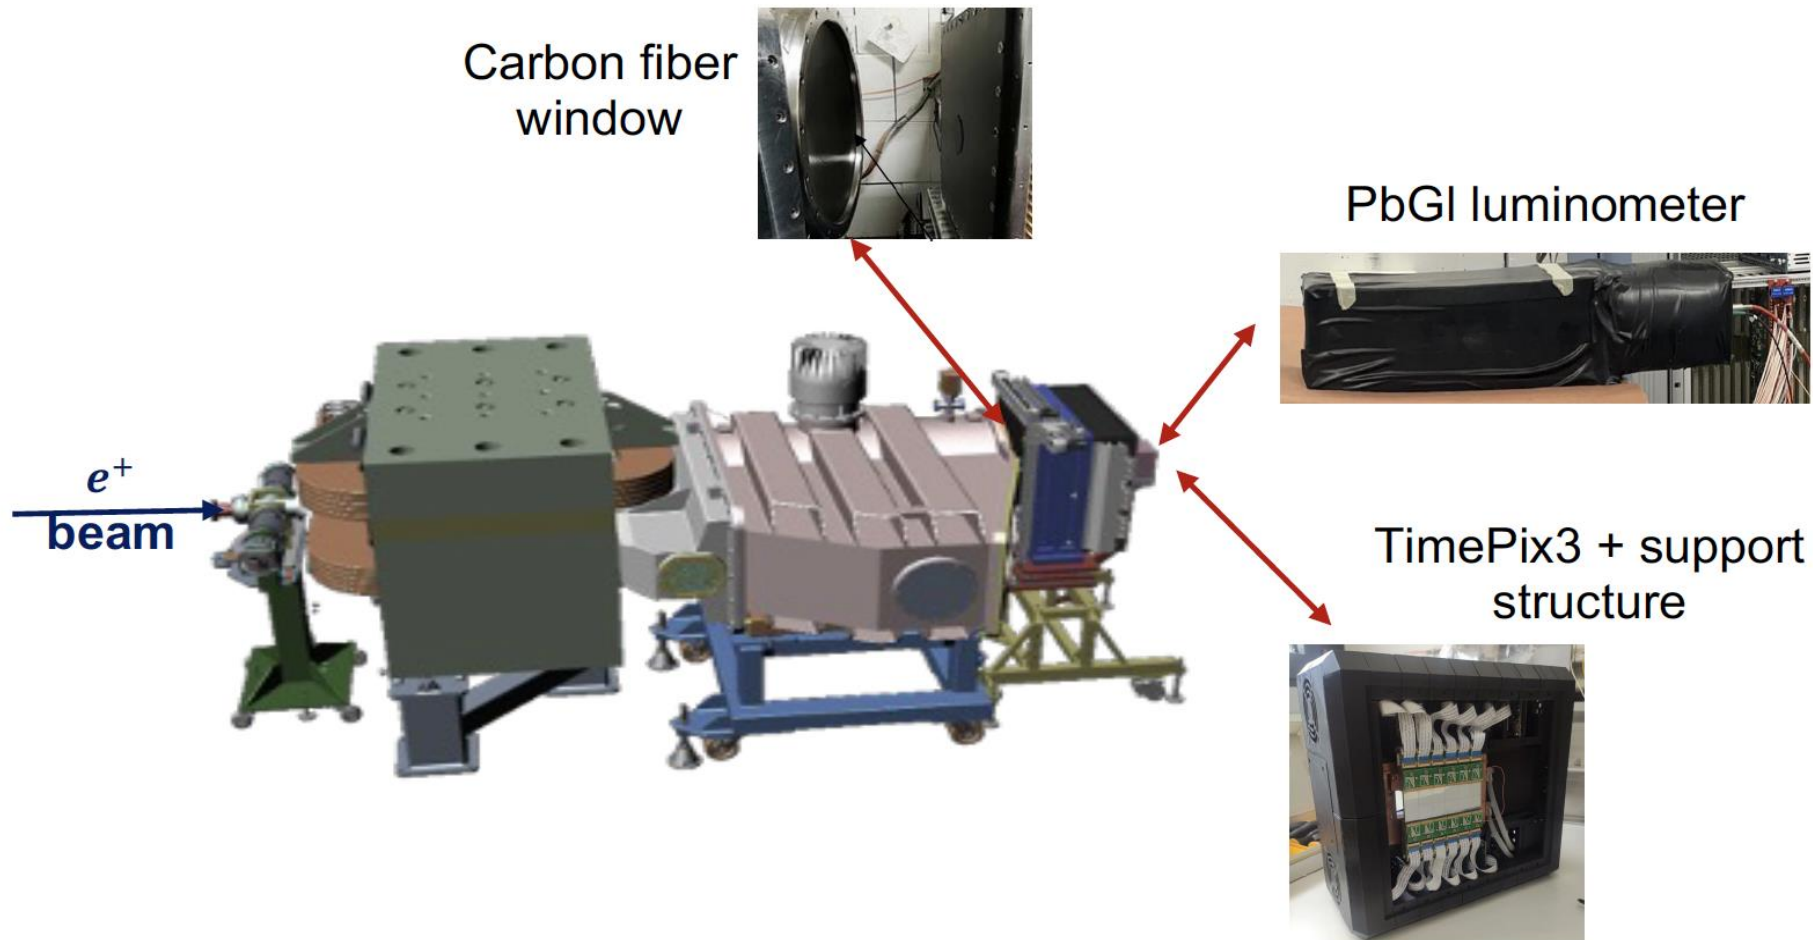 Carbon fiber
window
PbGl luminometer
e⁺
beam
TimePix3 + support
structure